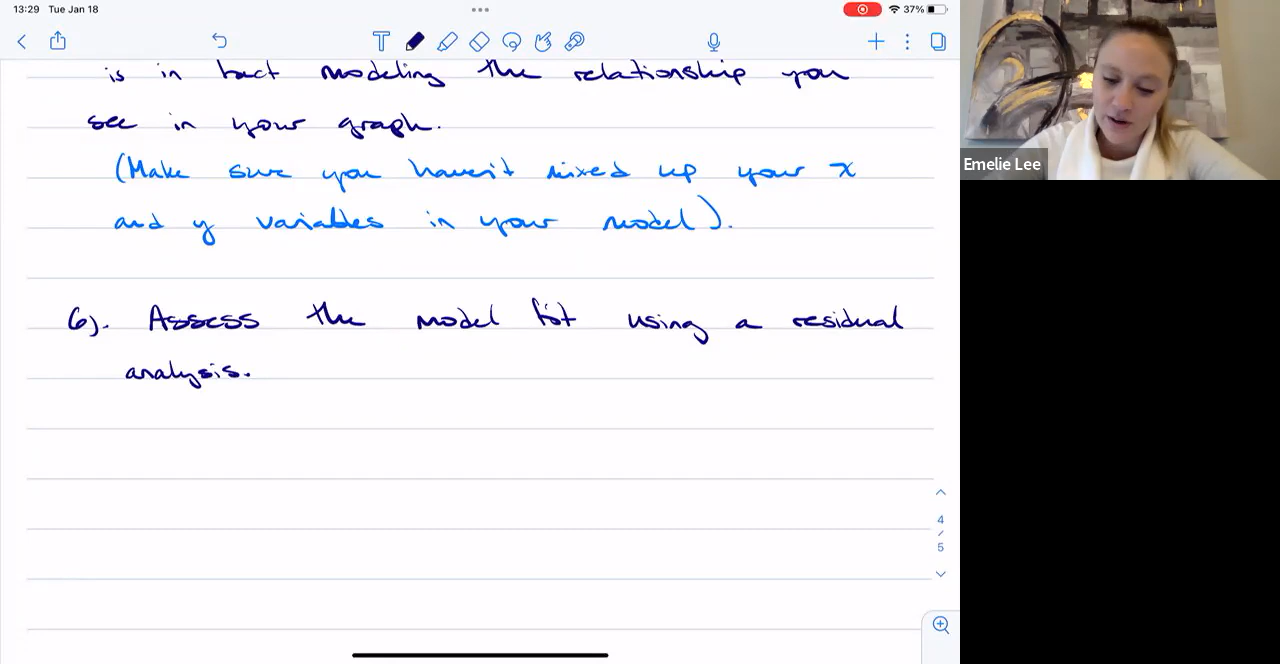 13:29 Tue Jan 18
37%
T
is in fact modeling the relationship you
see in your graph.
(Make sure you haven't mixed up your x
and y variables in your model).
6). Assess the model fit using a residual
analysis.
4
/
5
Emelie Lee